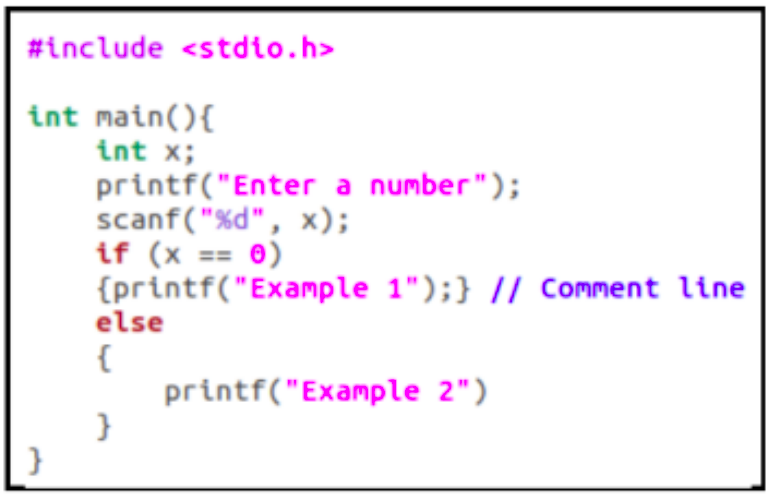 #include <stdio.h>
int main(){
    int x;
    printf("Enter a number");
    scanf("%d", x);
    if (x == 0)
    {printf("Example 1");} // Comment line
    else
    {
        printf("Example 2")
    }
}